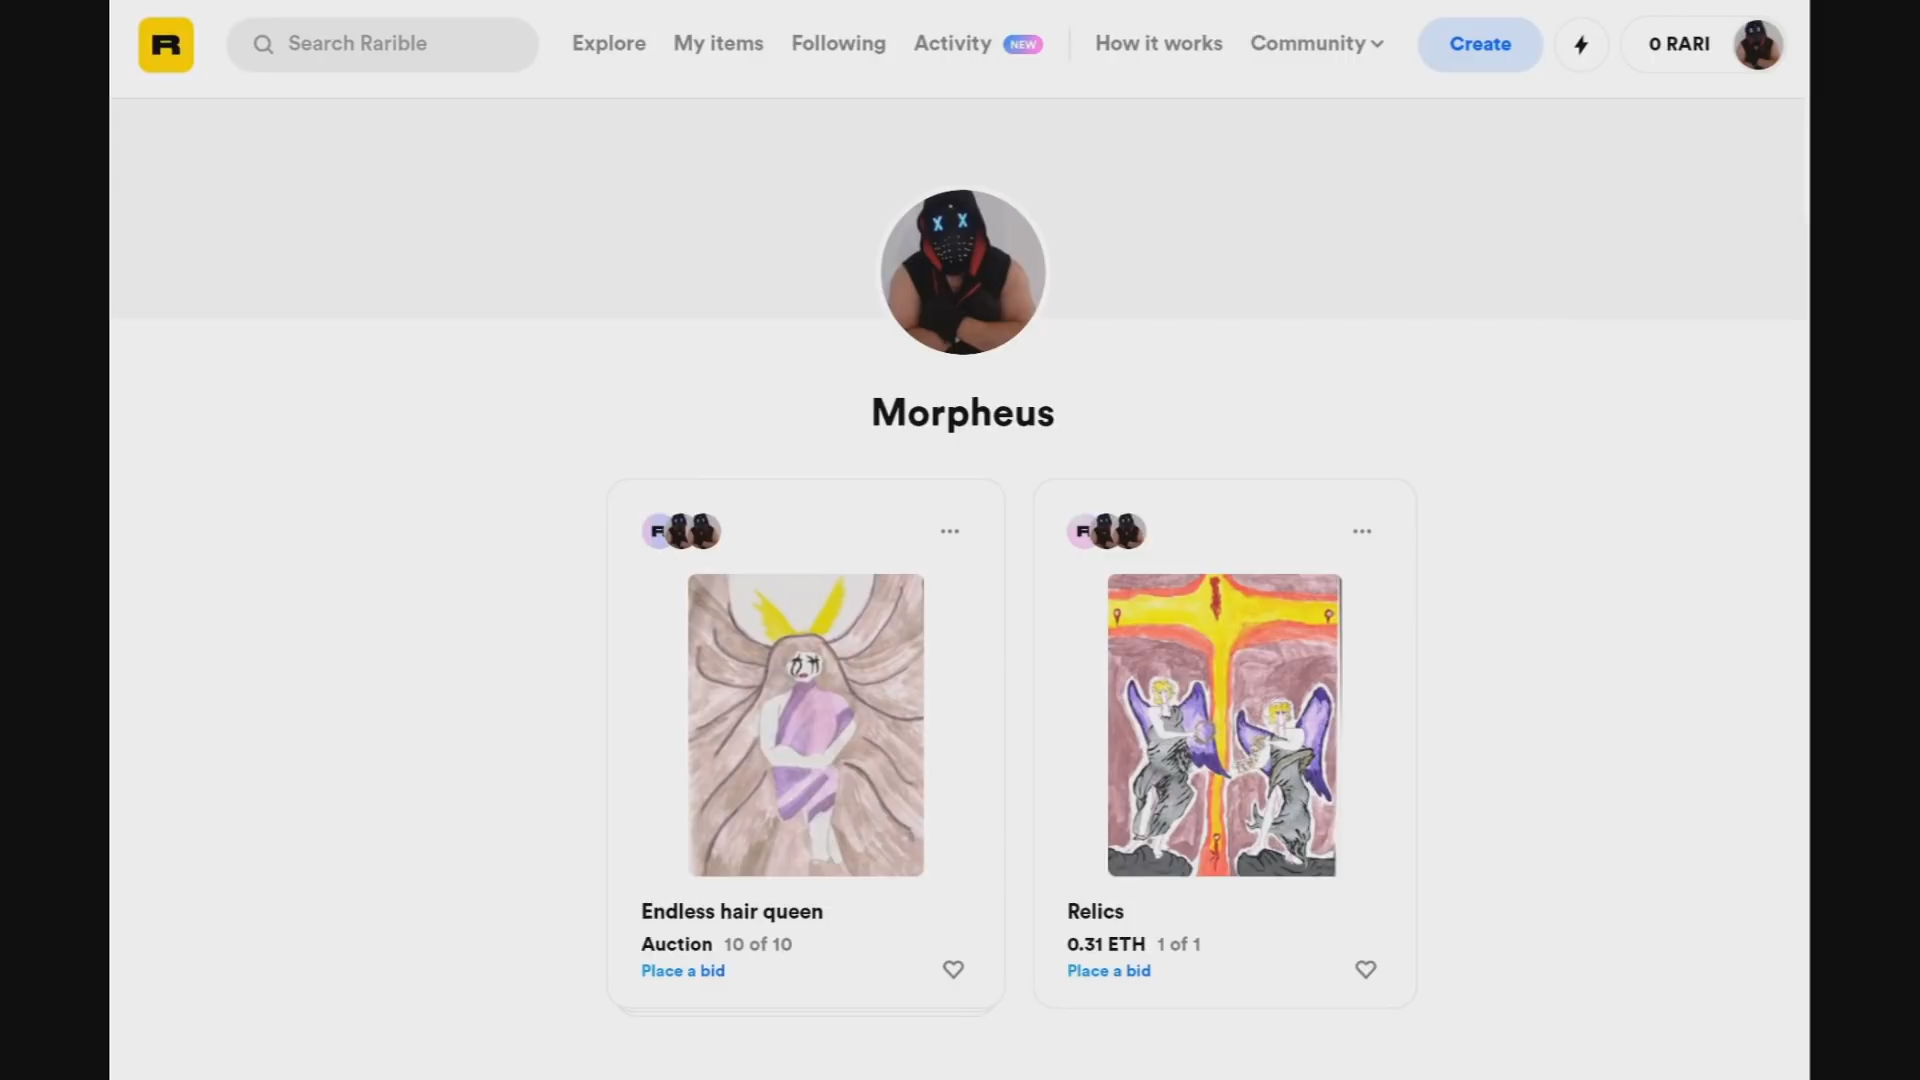 R Search Rarible Explore My items Following Activity NEW How it works Community Create 0 RARI
Morpheus
Endless hair queen
Auction 10 of 10
Place a bid
Relics
0.31 ETH 1 of 1
Place a bid